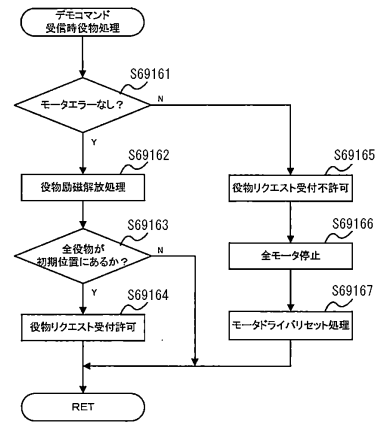 デモコマンド
受信時役物処理
S69161
モータエラーなし？
N
Y
S69162
役物励磁解放処理
S69163
全役物が
初期位置にあるか？
N
Y
S69164
役物リクエスト受付許可
S69165
役物リクエスト受付不許可
S69166
全モータ停止
S69167
モータドライバリセット処理
RET